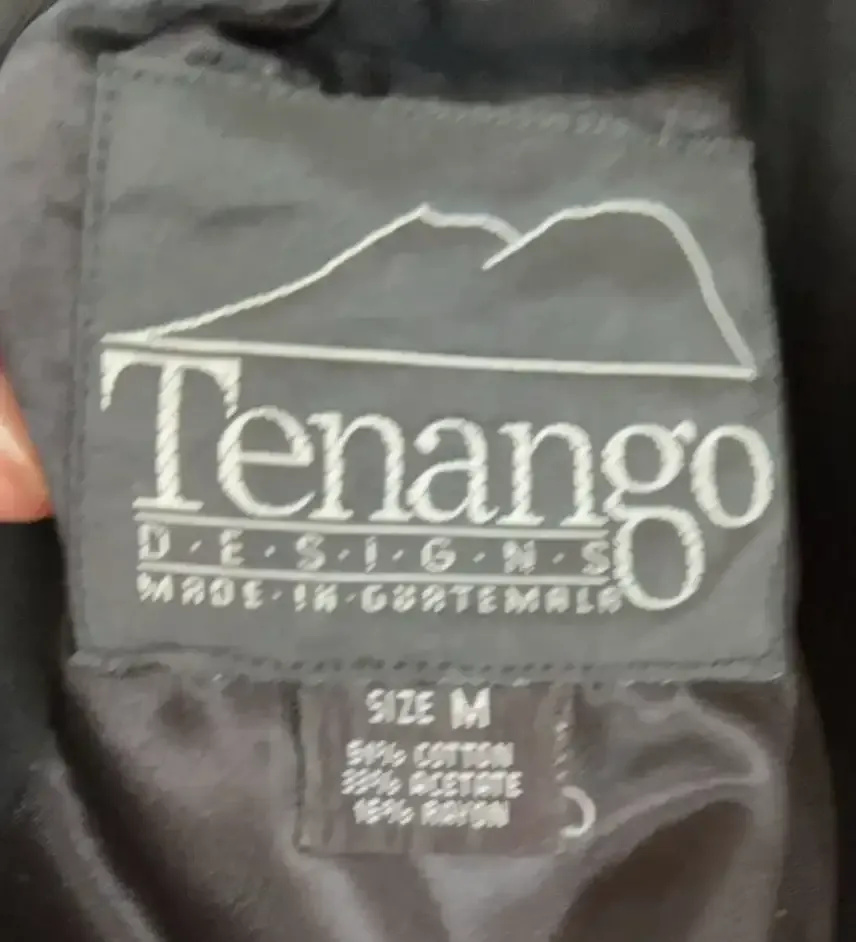 Tenango
D·E·S·I·G·N·S
MADE·IN·GUATEMALA
SIZE M
51% COTTON
33% ACETATE
16% RAYON